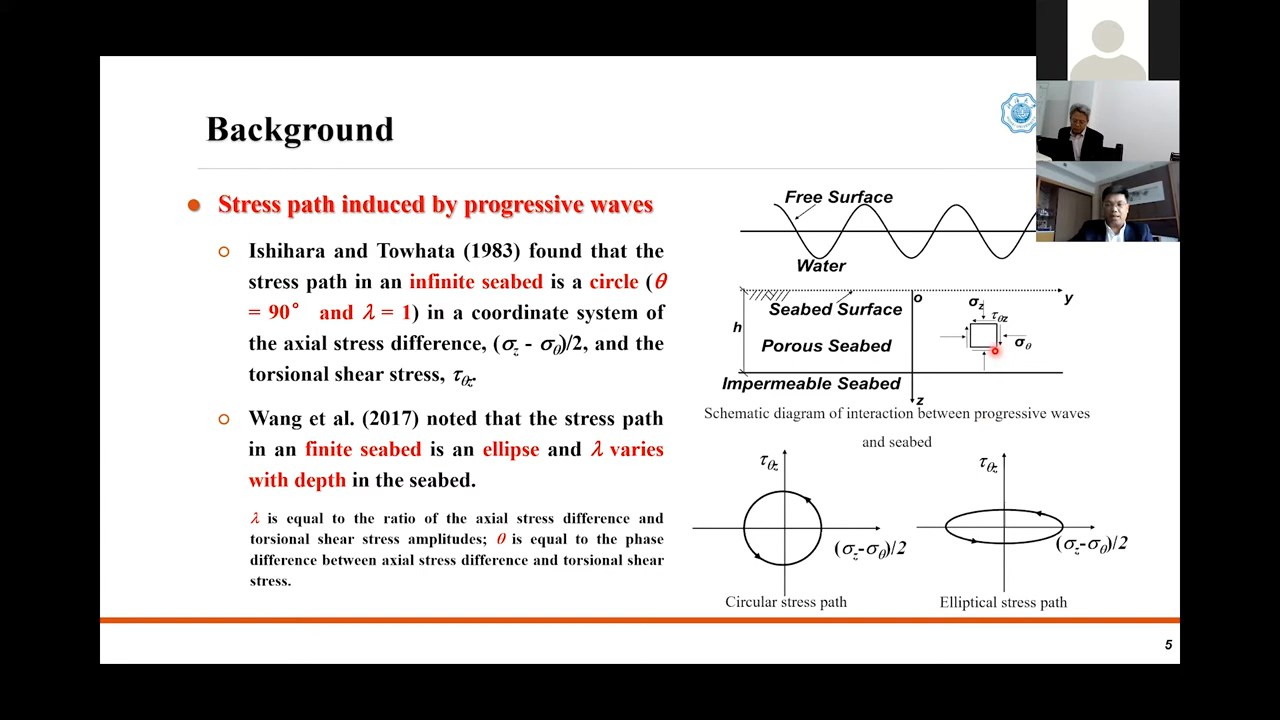 Background
Stress path induced by progressive waves
Ishihara and Towhata (1983) found that the
stress path in an infinite seabed is a circle (θ
= 90° and λ = 1) in a coordinate system of
the axial stress difference, (σz - σθ)/2, and the
torsional shear stress, τθz.
Wang et al. (2017) noted that the stress path
in an finite seabed is an ellipse and λ varies
with depth in the seabed.
λ is equal to the ratio of the axial stress difference and
torsional shear stress amplitudes; θ is equal to the phase
difference between axial stress difference and torsional shear
stress.
Free Surface
Water
o
y
Seabed Surface
σz
τθz
h
Porous Seabed
σθ
Impermeable Seabed
z
Schematic diagram of interaction between progressive waves
and seabed
τθz
(σz-σθ)/2
Circular stress path
τθz
(σz-σθ)/2
Elliptical stress path
5